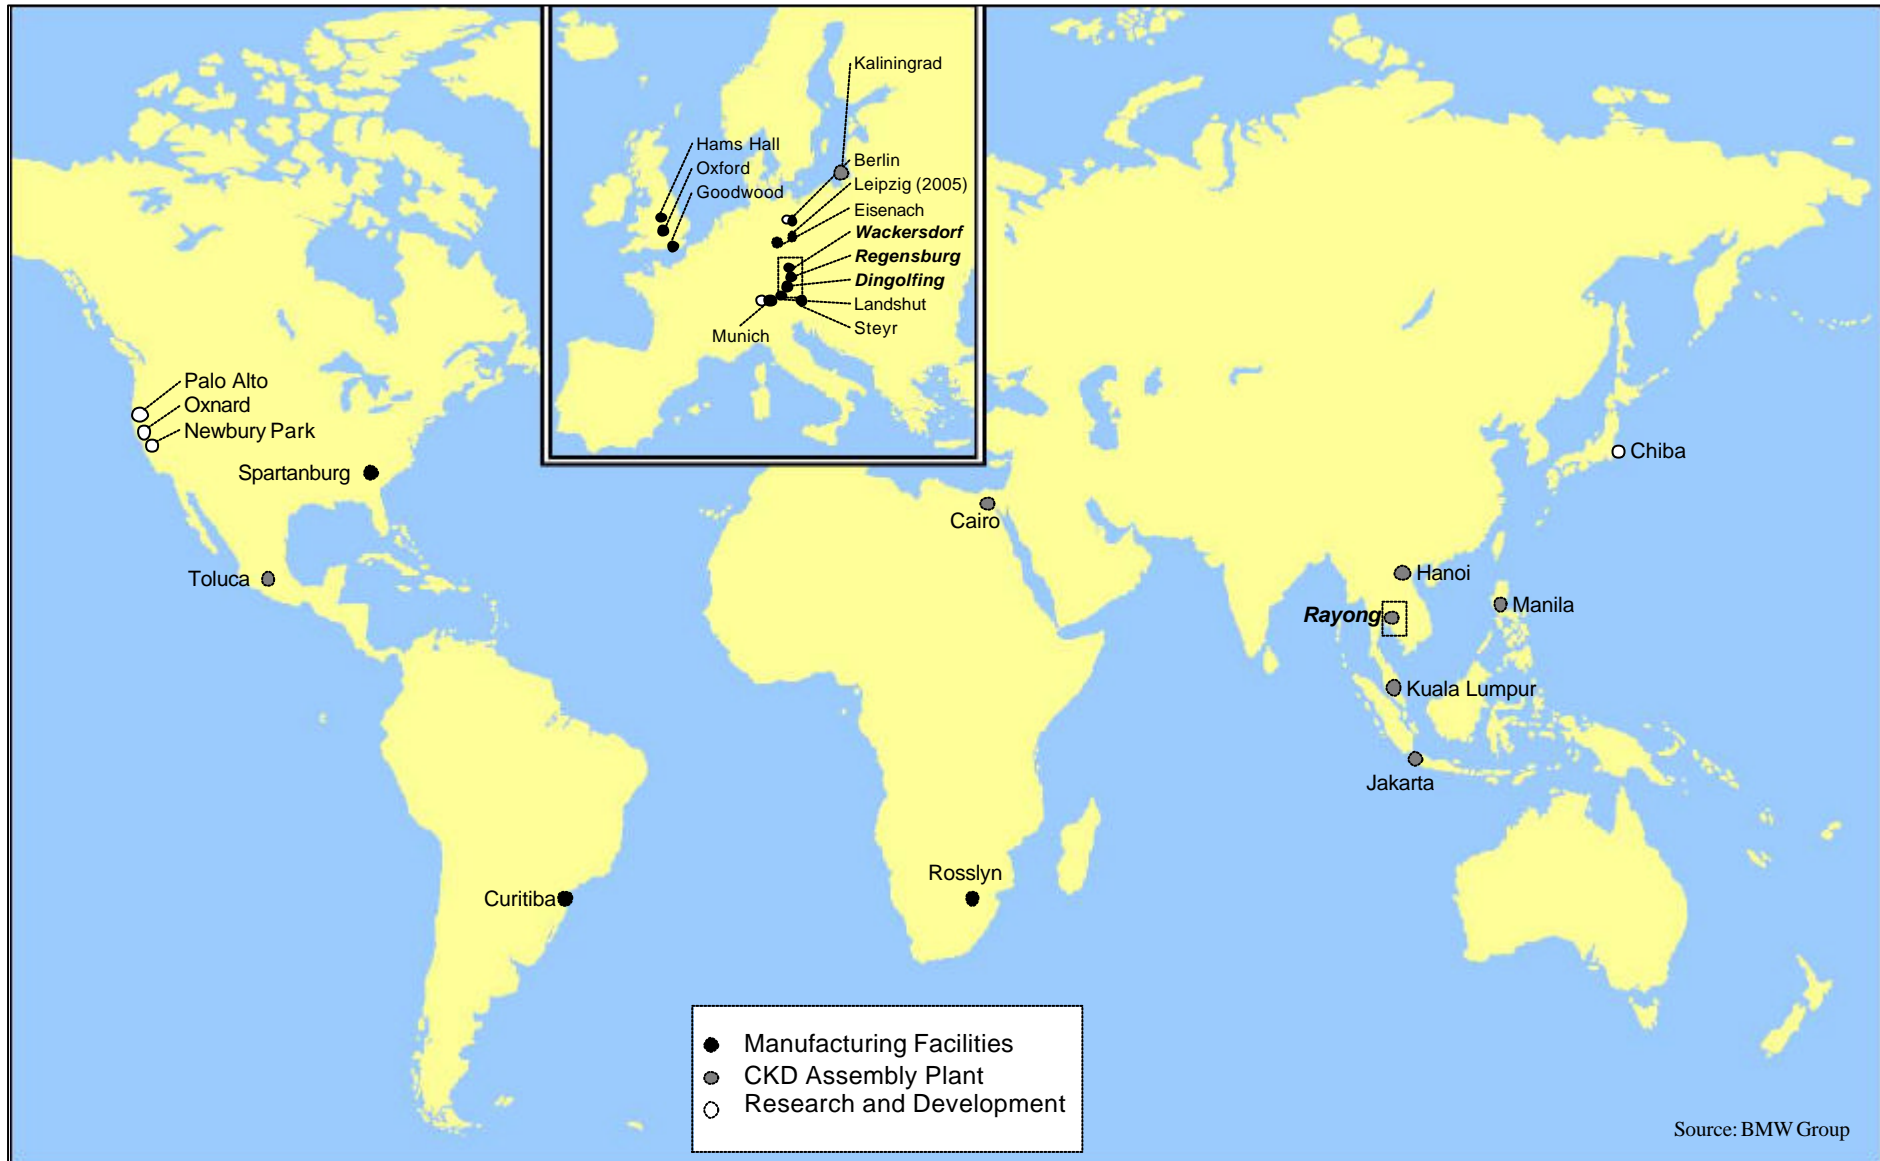 Kaliningrad
Hams Hall
Oxford
Goodwood
Berlin
Leipzig (2005)
Eisenach
Wackersdorf
Regensburg
Dingolfing
Landshut
Steyr
Munich
Palo Alto
Oxnard
Newbury Park
Spartanburg
Chiba
Cairo
Toluca
Hanoi
Manila
Rayong
Kuala Lumpur
Jakarta
Rosslyn
Curitiba
Manufacturing Facilities
CKD Assembly Plant
Research and Development
Source: BMW Group